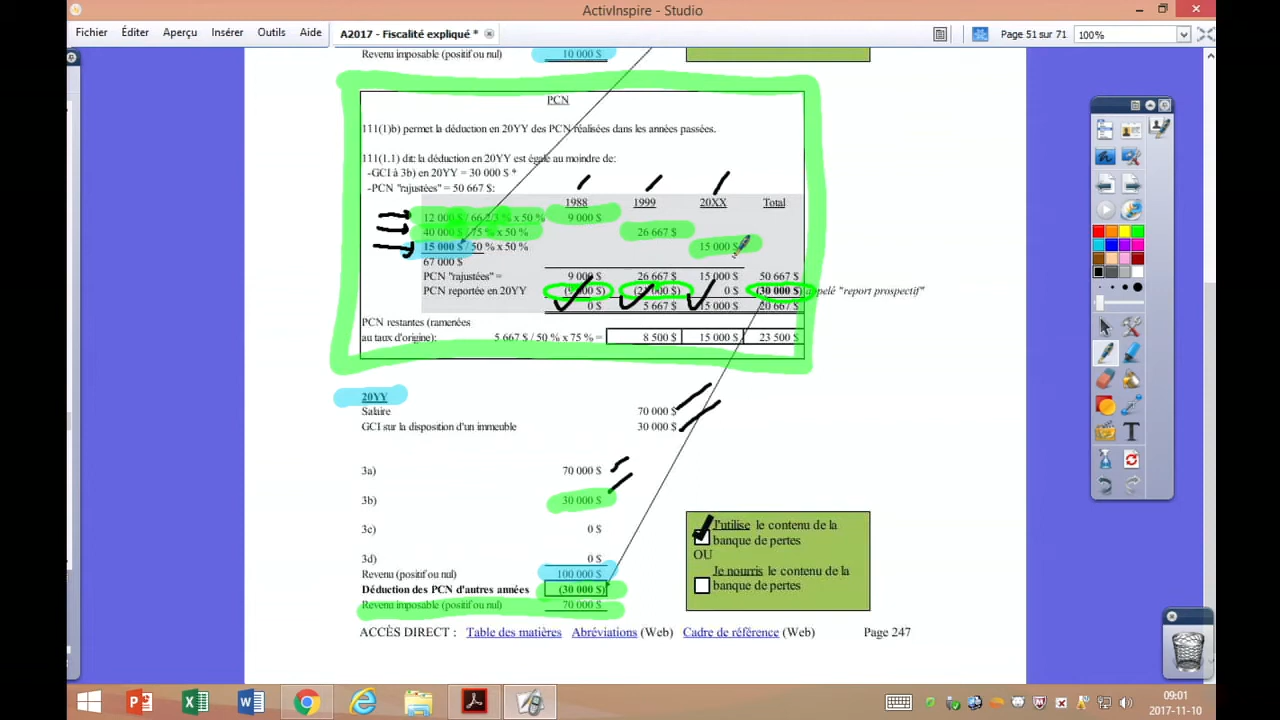 ActivInspire - Studio
Fichier Éditer Aperçu Insérer Outils Aide A2017 - Fiscalité expliqué * Page 51 sur 71 100%
Revenu imposable (positif ou nul) 10 000 $
PCN
111(1)b) permet la déduction en 20YY des PCN réalisées dans les années passées.
111(1.1) dit: la déduction en 20YY est égale au moindre de:
-GCI à 3b) en 20YY = 30 000 $ *
-PCN "rajustées" = 50 667 $:
1988 1999 20XX Total
12 000 $ / 66 2/3 % x 50 % 9 000 $
40 000 $ / 75 % x 50 % 26 667 $
15 000 $ / 50 % x 50 % 15 000 $
67 000 $
PCN "rajustées" = 9 000 $ 26 667 $ 15 000 $ 50 667 $
PCN reportée en 20YY (9 000 $) (21 000 $) 0 $ (30 000 $) appelé "report prospectif"
0 $ 5 667 $ 15 000 $ 20 667 $
PCN restantes (ramenées
au taux d'origine): 5 667 $ / 50 % x 75 % = 8 500 $ 15 000 $ 23 500 $
20YY
Salaire 70 000 $
GCI sur la disposition d'un immeuble 30 000 $
3a) 70 000 $
3b) 30 000 $
3c) 0 $
3d) 0 $
Revenu (positif ou nul) 100 000 $
Déduction des PCN d'autres années (30 000 $)
Revenu imposable (positif ou nul) 70 000 $
J'utilise le contenu de la
banque de pertes
OU
Je nourris le contenu de la
banque de pertes
ACCÈS DIRECT : Table des matières Abréviations (Web) Cadre de référence (Web) Page 247
09:01
2017-11-10